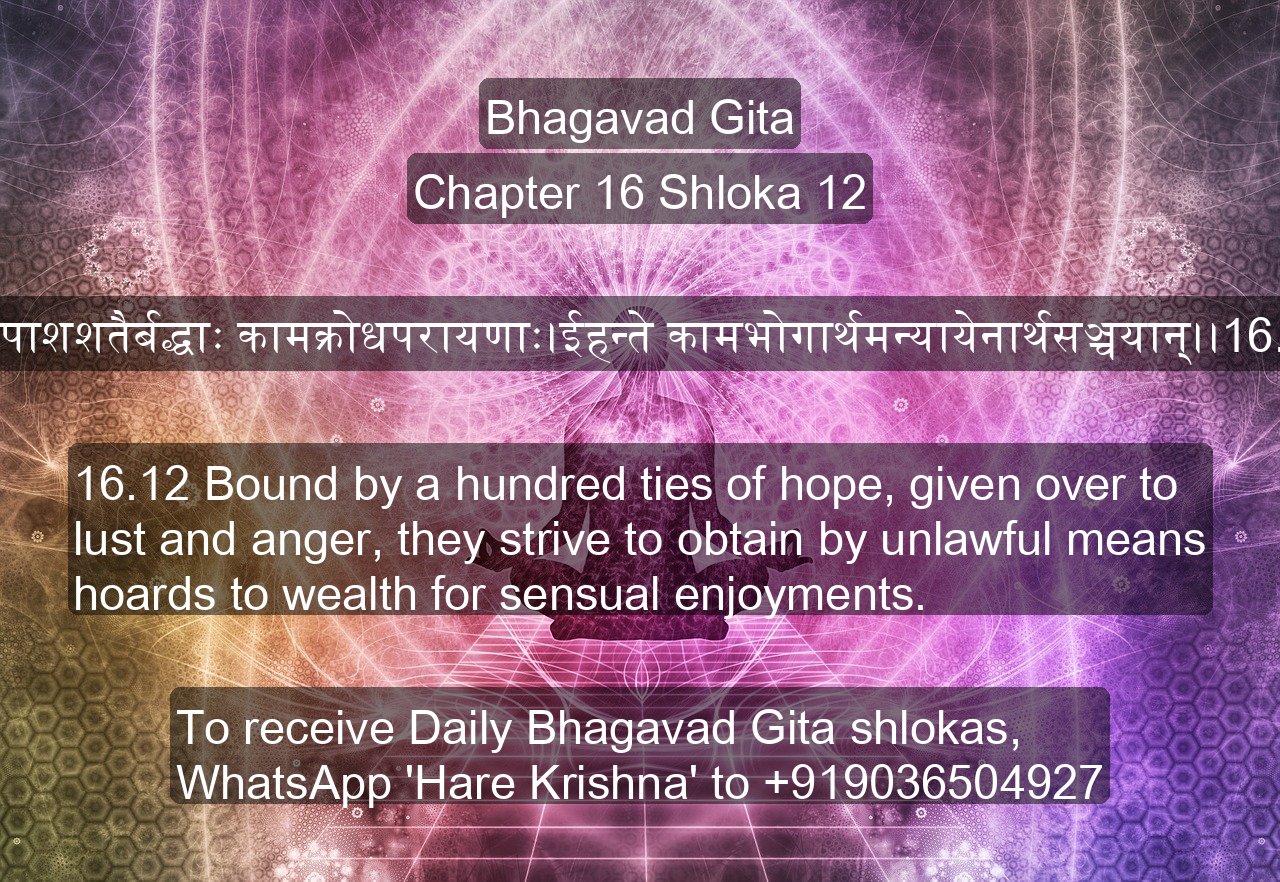 Bhagavad Gita
Chapter 16 Shloka 12
पाशशतैर्बद्धाः कामक्रोधपरायणाः।ईहन्ते कामभोगार्थमन्यायेनार्थसञ्चयान्।।16.
16.12 Bound by a hundred ties of hope, given over to
lust and anger, they strive to obtain by unlawful means
hoards to wealth for sensual enjoyments.
To receive Daily Bhagavad Gita shlokas,
WhatsApp 'Hare Krishna' to +919036504927